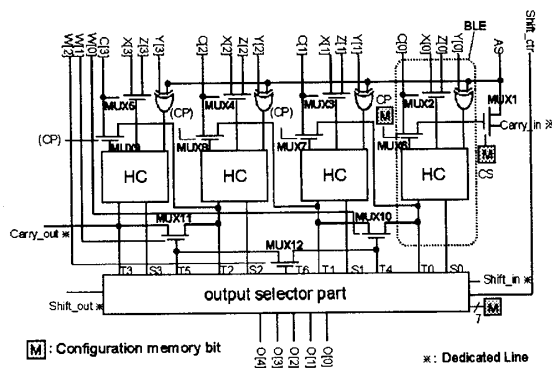 BLE
W[2]
W[1]
W[0]
C[3]
X[3]
Z[3]
Y[3]
C[2]
X[2]
Z[2]
Y[2]
C[1]
X[1]
Z[1]
Y[1]
C[0]
X[0]
Z[0]
Y[0]
AS
Shift_ctr
MUX5
MUX4
MUX3
MUX2
MUX1
(CP)
(CP)
CP
M
(CP)
MUX9
MUX8
MUX7
MUX6
Carry_in ※
M
CS
HC
HC
HC
HC
MUX11
MUX10
Carry_out ※
MUX12
T3
S3
T5
T2
S2
T6
T1
S1
T4
T0
S0
Shift_in ※
Shift_out ※
output selector part
7
M
O[4]
O[3]
O[2]
O[1]
O[0]
M : Configuration memory bit
※: Dedicated Line